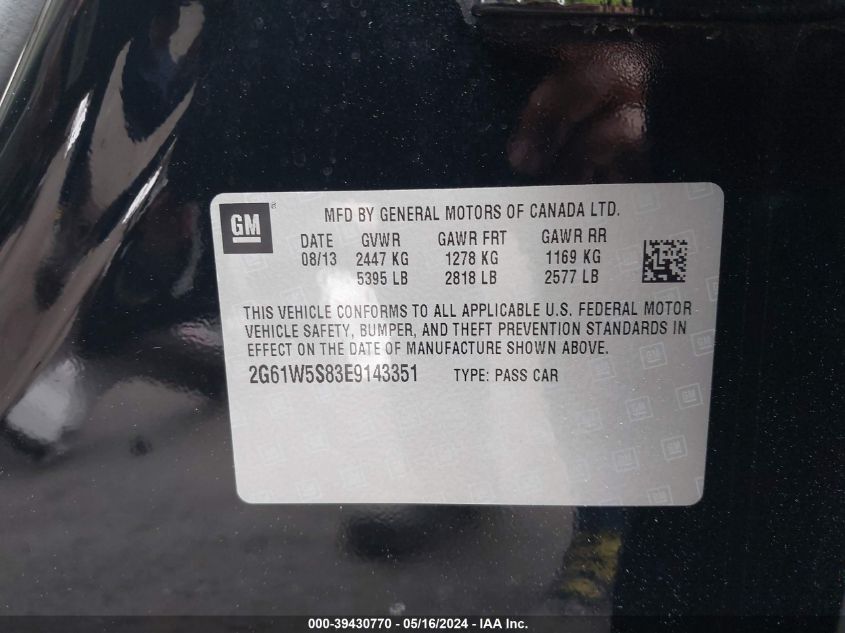 GM
MFD BY GENERAL MOTORS OF CANADA LTD.
DATE GVWR GAWR FRT GAWR RR
08/13 2447 KG 1278 KG 1169 KG
5395 LB 2818 LB 2577 LB
THIS VEHICLE CONFORMS TO ALL APPLICABLE U.S. FEDERAL MOTOR
VEHICLE SAFETY, BUMPER, AND THEFT PREVENTION STANDARDS IN
EFFECT ON THE DATE OF MANUFACTURE SHOWN ABOVE.
2G61W5S83E9143351 TYPE: PASS CAR
000-39430770 - 05/16/2024 - IAA Inc.